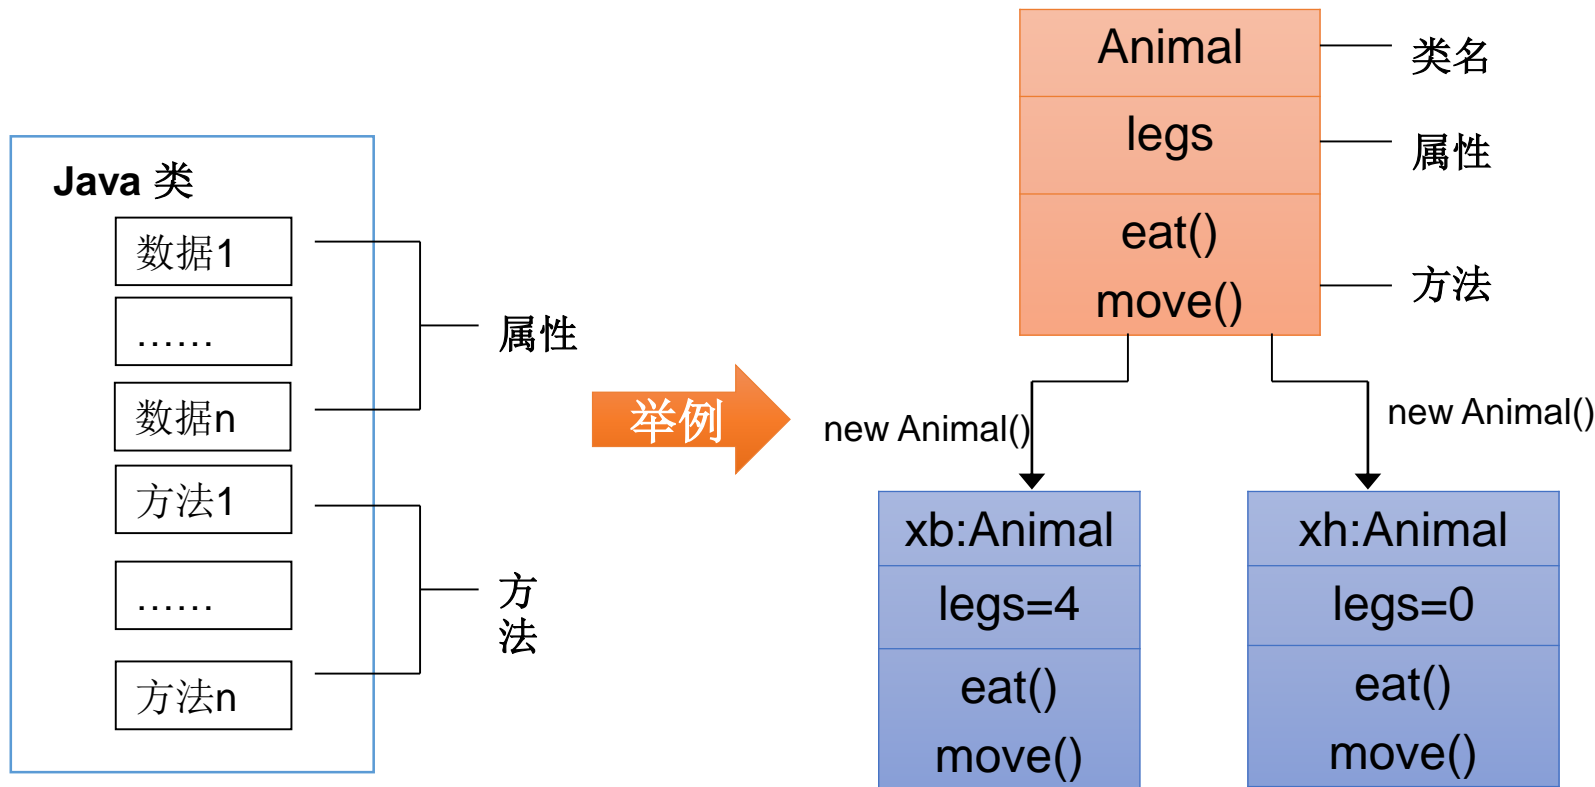 Java 类
数据1
……
数据n
方法1
……
方法n
属性
方
法
举例
Animal
legs
eat()
move()
类名
属性
方法
new Animal()
new Animal()
xb:Animal
legs=4
eat()
move()
xh:Animal
legs=0
eat()
move()